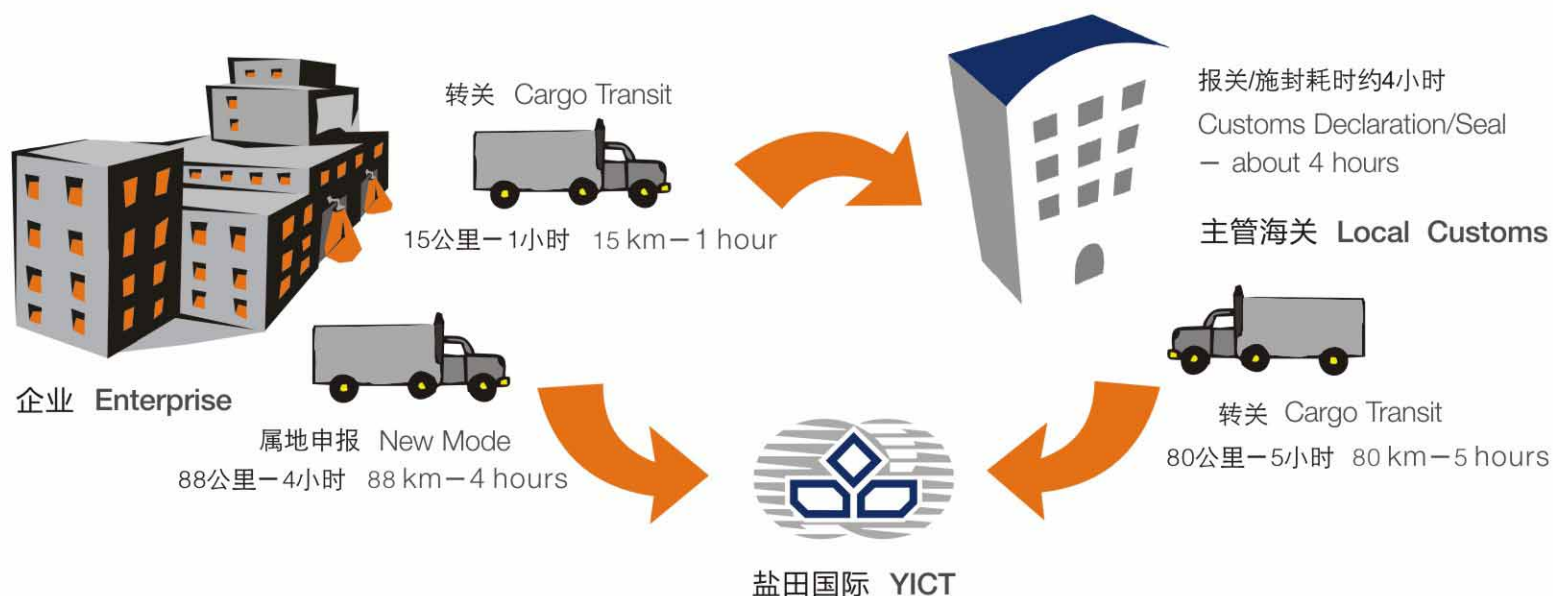 转关 Cargo Transit
15公里－1小时 15 km－1 hour
报关/施封耗时约4小时
Customs Declaration/Seal
－ about 4 hours
主管海关 Local Customs
企业 Enterprise
属地申报 New Mode
88公里－4小时 88 km－4 hours
转关 Cargo Transit
80公里－5小时 80 km－5 hours
盐田国际 YICT